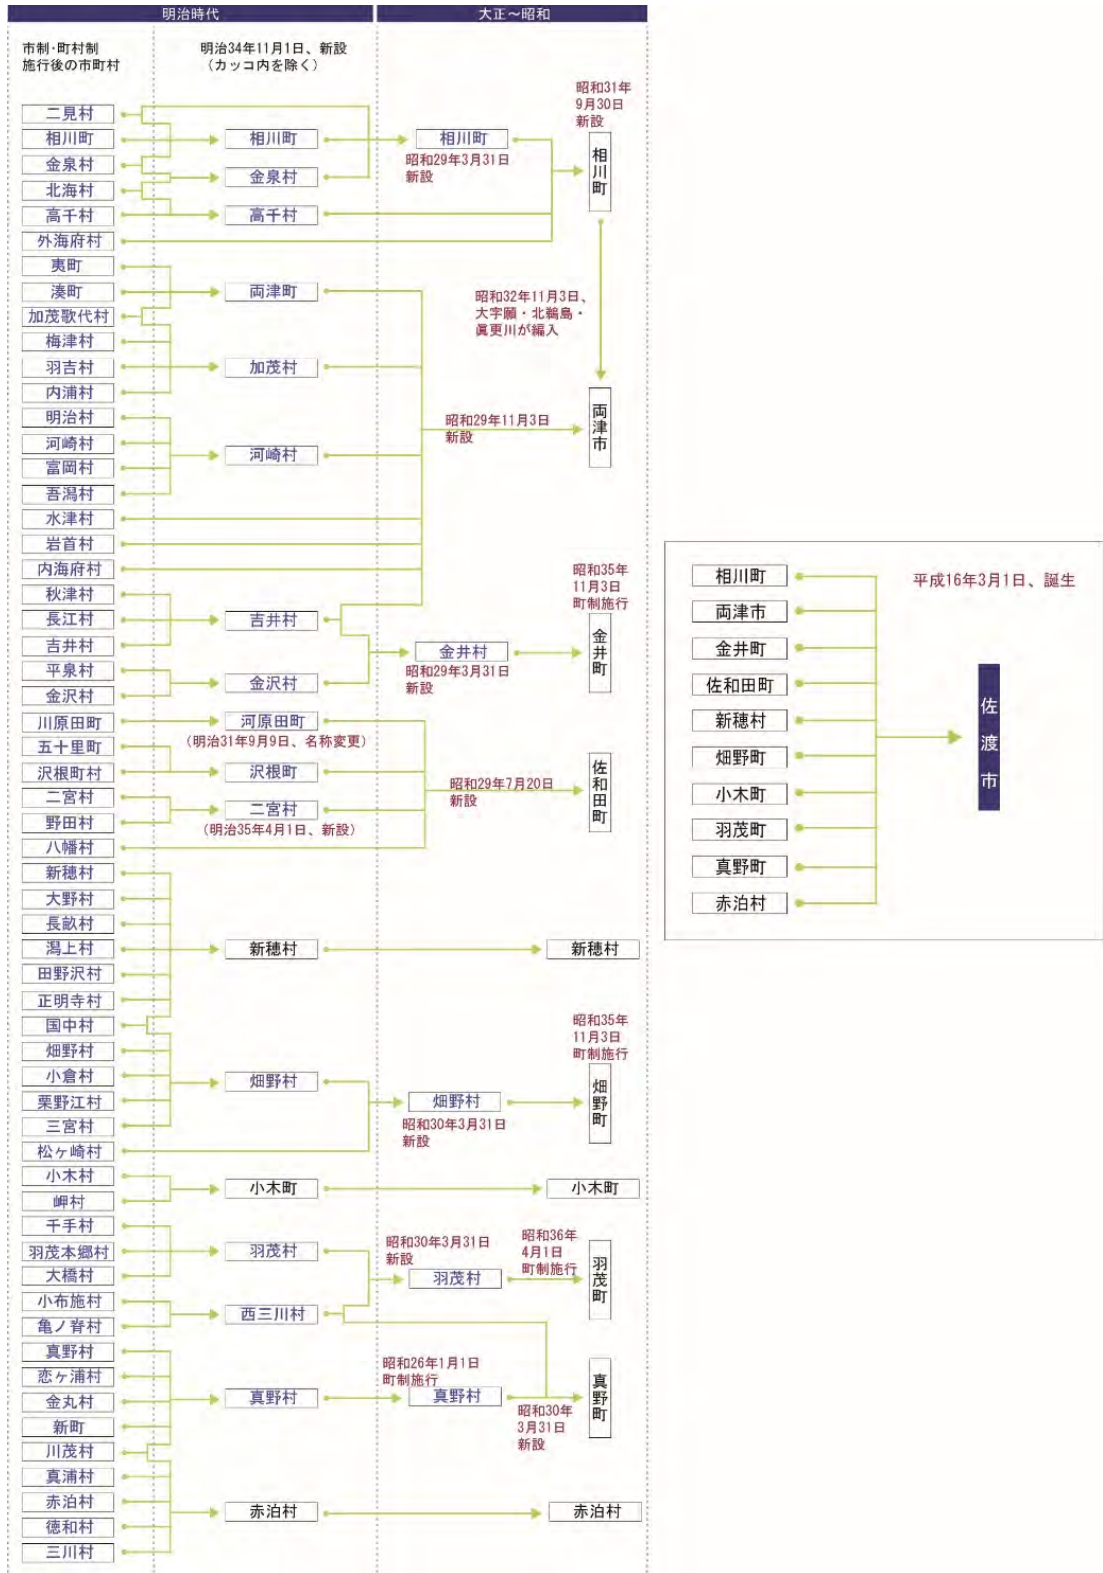 明治時代
大正～昭和
市制･町村制
施行後の市町村
明治34年11月1日、新設
（カッコ内を除く）
二見村
相川町
金泉村
北海村
高千村
外海府村
夷町
湊町
加茂歌代村
梅津村
羽吉村
内浦村
明治村
河崎村
富岡村
吾潟村
水津村
岩首村
内海府村
秋津村
長江村
吉井村
平泉村
金沢村
川原田町
五十里町
沢根町村
二宮村
野田村
八幡村
新穂村
大野村
長畝村
潟上村
田野沢村
正明寺村
国中村
畑野村
小倉村
栗野江村
三宮村
松ヶ崎村
小木村
岬村
千手村
羽茂本郷村
大橋村
小布施村
亀ノ脊村
真野村
恋ヶ浦村
金丸村
新町
川茂村
真浦村
赤泊村
徳和村
三川村
相川町
金泉村
高千村
両津町
加茂村
河崎村
吉井村
金沢村
河原田町
(明治31年9月9日、名称変更)
沢根町
二宮村
(明治35年4月1日、新設)
新穂村
畑野村
小木町
羽茂村
西三川村
真野村
赤泊村
相川町
昭和29年3月31日
新設
昭和31年
9月30日
新設
相川町
昭和32年11月3日、
大字願・北鵜島・
眞更川が編入
昭和29年11月3日
新設
両津市
金井村
昭和29年3月31日
新設
昭和35年
11月3日
町制施行
金井町
昭和29年7月20日
新設
佐和田町
新穂村
畑野村
昭和30年3月31日
新設
昭和35年
11月3日
町制施行
畑野町
小木町
昭和30年3月31日
新設
羽茂村
昭和36年
4月1日
町制施行
羽茂町
昭和26年1月1日
町制施行
真野村
昭和30年
3月31日
新設
真野町
赤泊村
相川町
両津市
金井町
佐和田町
新穂村
畑野町
小木町
羽茂町
真野町
赤泊村
平成16年3月1日、誕生
佐渡市